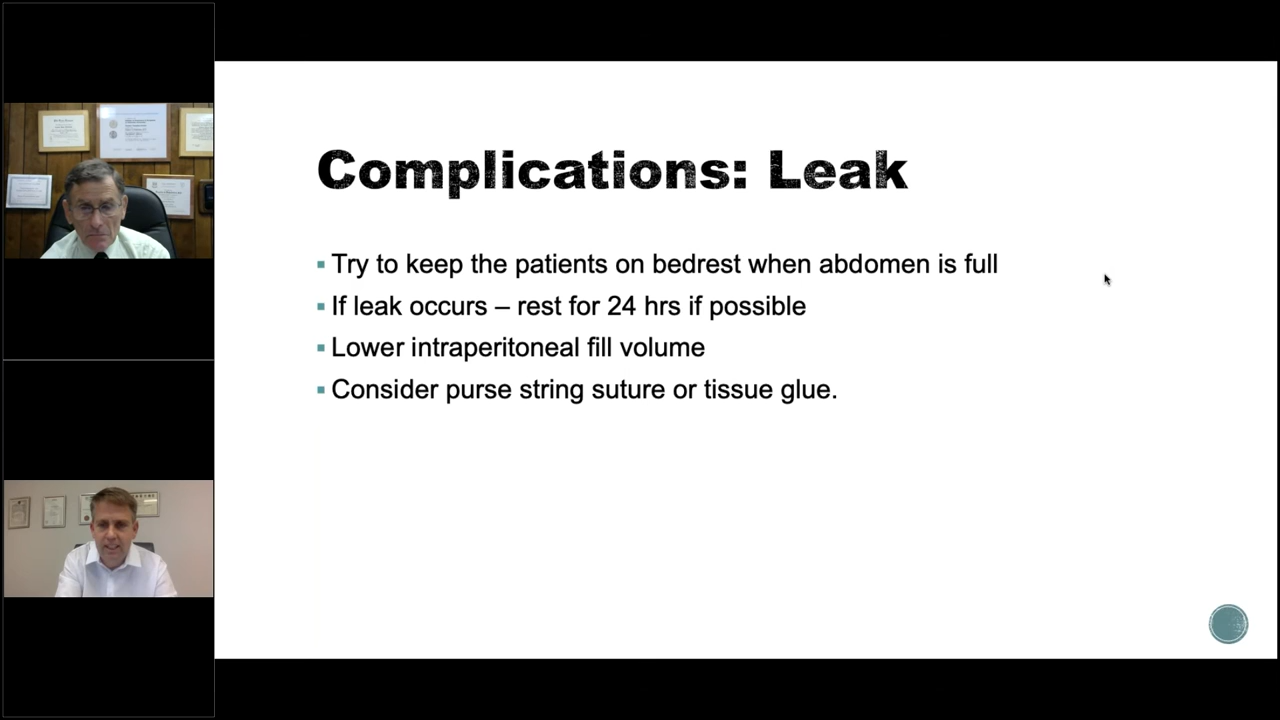 Complications: Leak
Try to keep the patients on bedrest when abdomen is full
If leak occurs – rest for 24 hrs if possible
Lower intraperitoneal fill volume
Consider purse string suture or tissue glue.